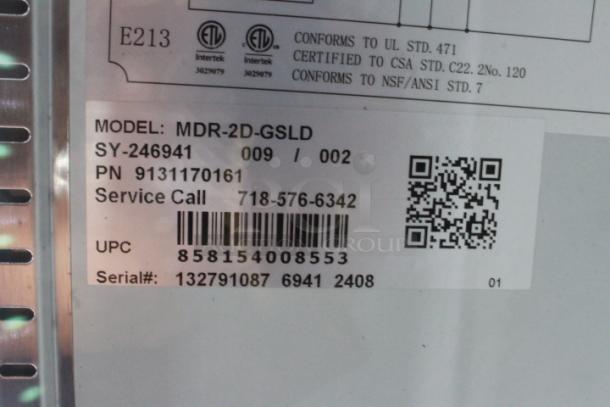 E213
ETL
Intertek
3029079
ETL
Intertek
3029079
CONFORMS TO UL STD. 471
CERTIFIED TO CSA STD. C22. 2No. 120
CONFORMS TO NSF/ANSI STD. 7
MODEL: MDR-2D-GSLD
SY-246941 009 / 002
PN 9131170161
Service Call 718-576-6342
UPC
858154008553
Serial#: 132791087 6941 2408
01